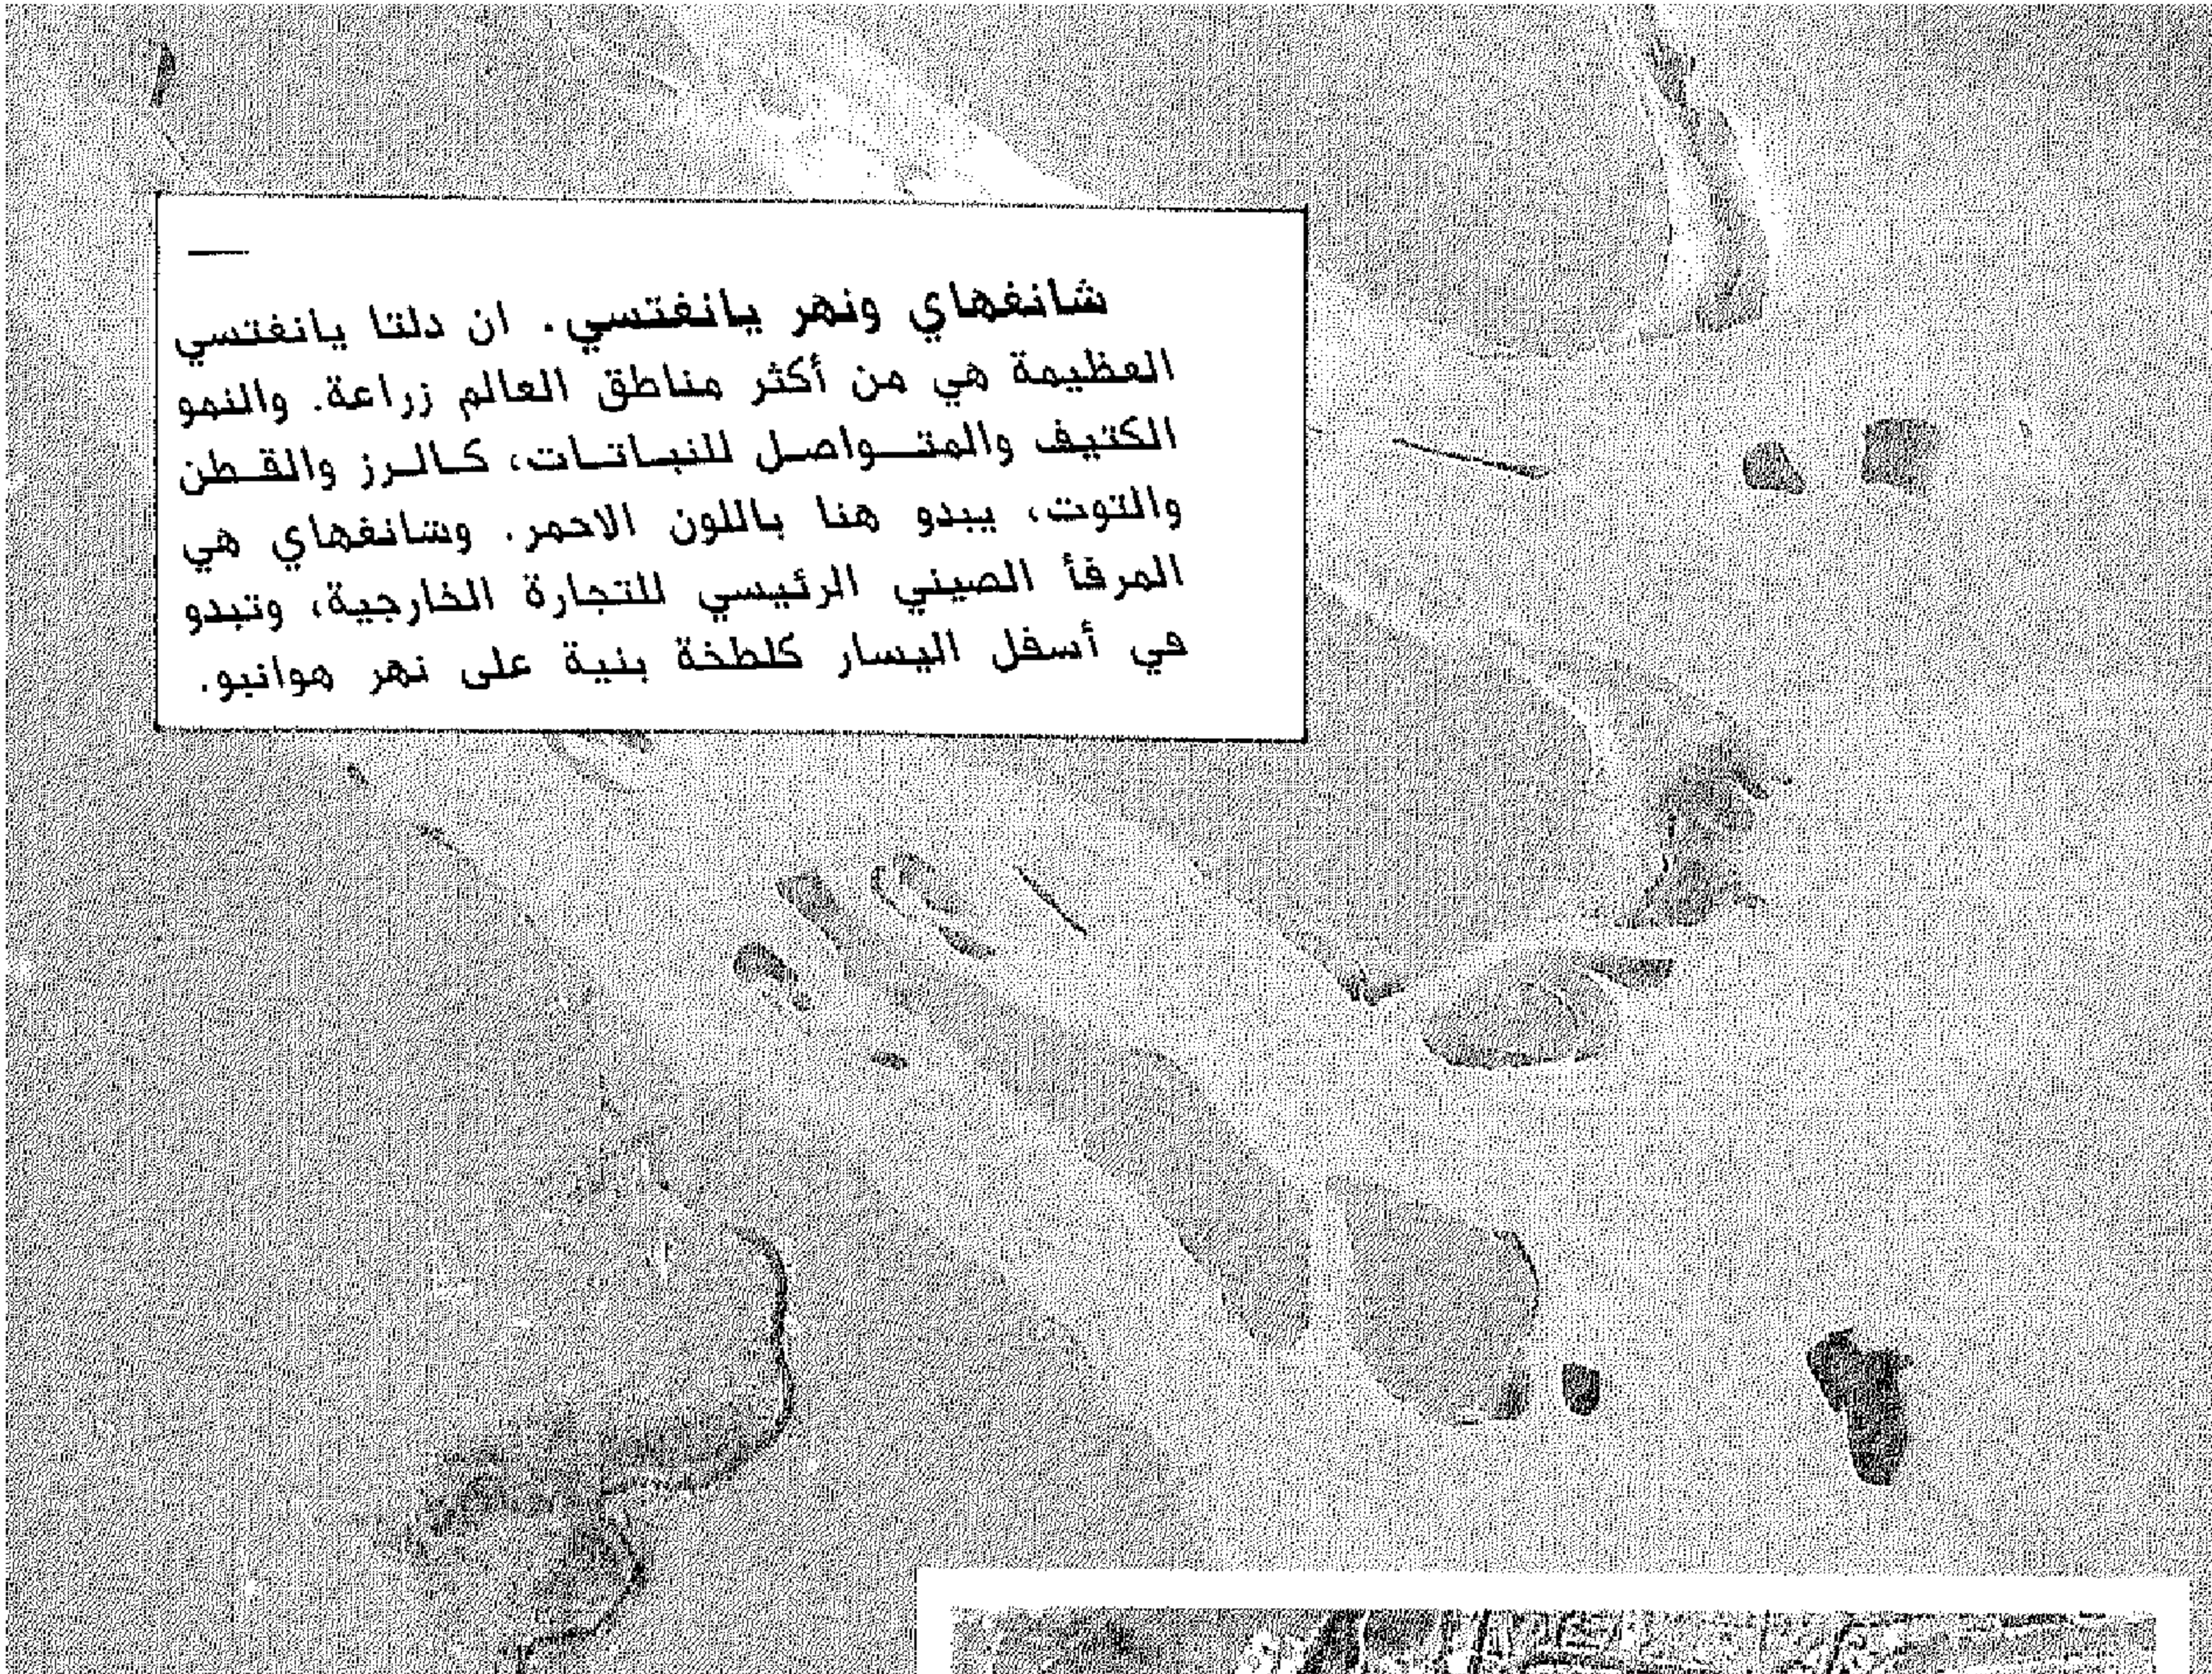 شانغهاي ونهر يانغتسي. ان دلتا يانغتسي
العظيمة هي من أكثر مناطق العالم زراعة. والنمو
الكثيف والمتـــواصل للنبـاتـات، كـالـرز والقـطن
والتوت، يبدو هنا باللون الاحمر. وشانغهاي هي
المرفأ الصيني الرئيسي للتجارة الخارجية، وتبدو
في أسفل اليسار كلطخة بنية على نهر هوانبو.